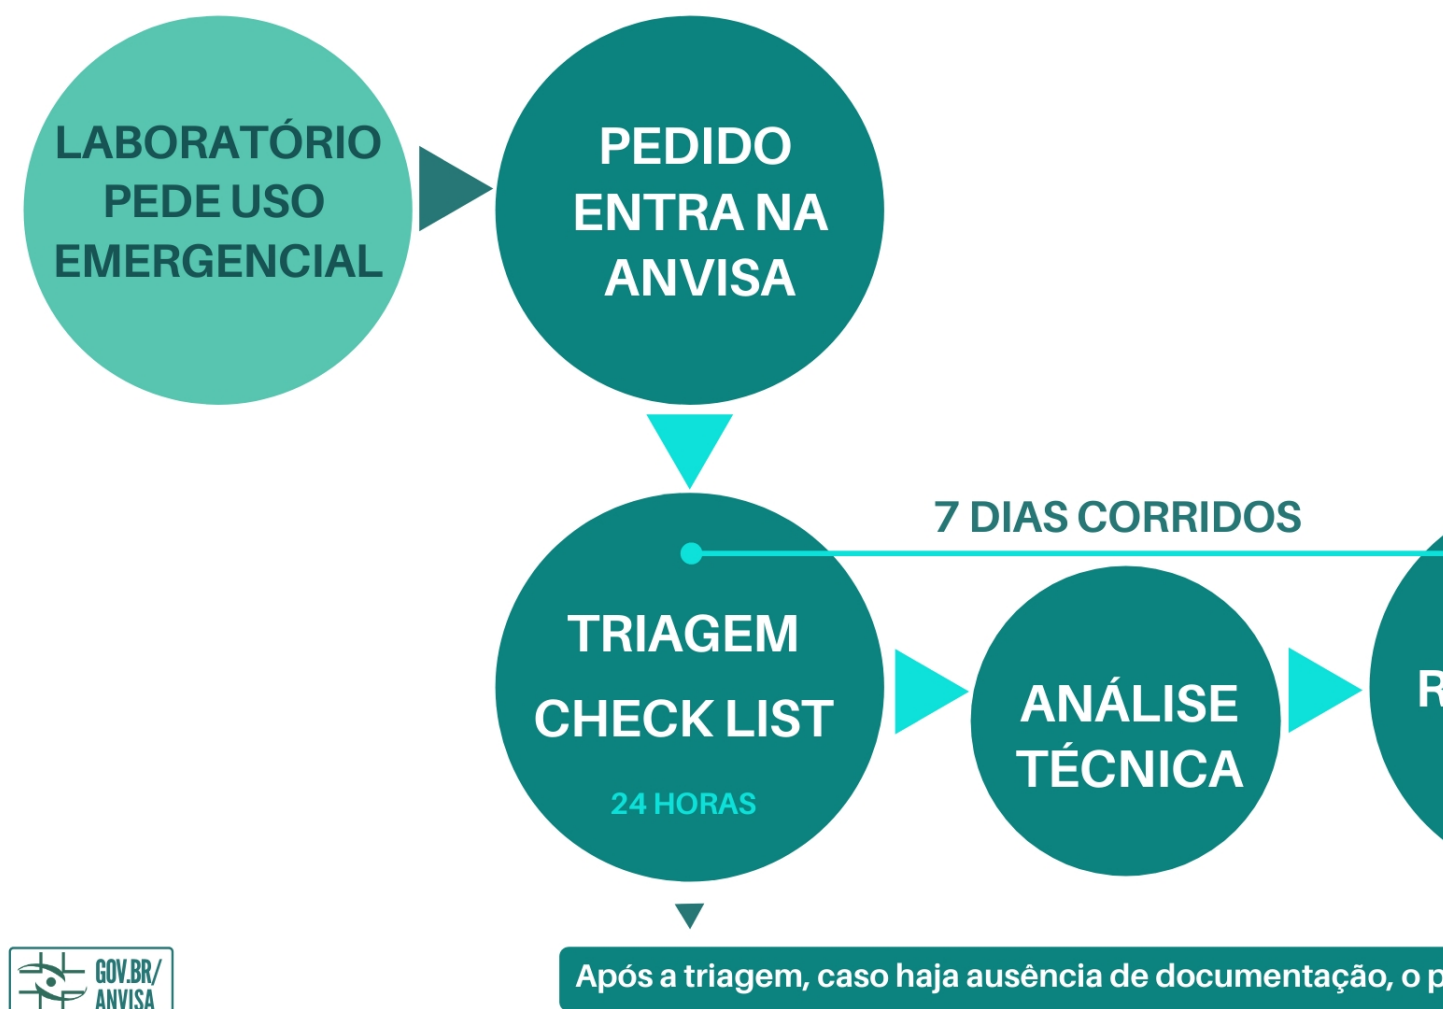 LABORATÓRIO
PEDE USO
EMERGENCIAL
PEDIDO
ENTRA NA
ANVISA
7 DIAS CORRIDOS
TRIAGEM
CHECK LIST
24 HORAS
ANÁLISE
TÉCNICA
Após a triagem, caso haja ausência de documentação, o
GOV.BR/
ANVISA